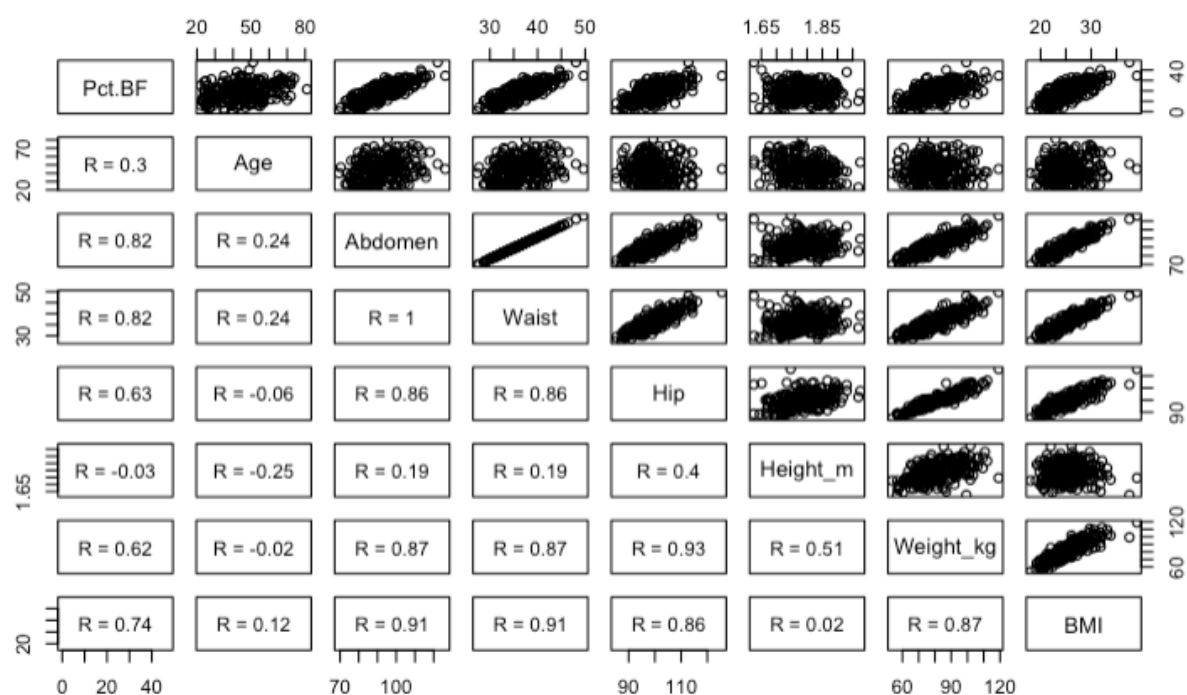 20 50 80 30 40 50 1.65 1.85 20 30
Pct.BF 0 40
20 70 R = 0.3 Age
R = 0.82 R = 0.24 Abdomen 70
30 50 R = 0.82 R = 0.24 R = 1 Waist
R = 0.63 R = -0.06 R = 0.86 R = 0.86 Hip 90
1.65 R = -0.03 R = -0.25 R = 0.19 R = 0.19 R = 0.4 Height_m
R = 0.62 R = -0.02 R = 0.87 R = 0.87 R = 0.93 R = 0.51 Weight_kg 60 120
20 R = 0.74 R = 0.12 R = 0.91 R = 0.91 R = 0.86 R = 0.02 R = 0.87 BMI
0 20 40 70 100 90 110 60 90 120